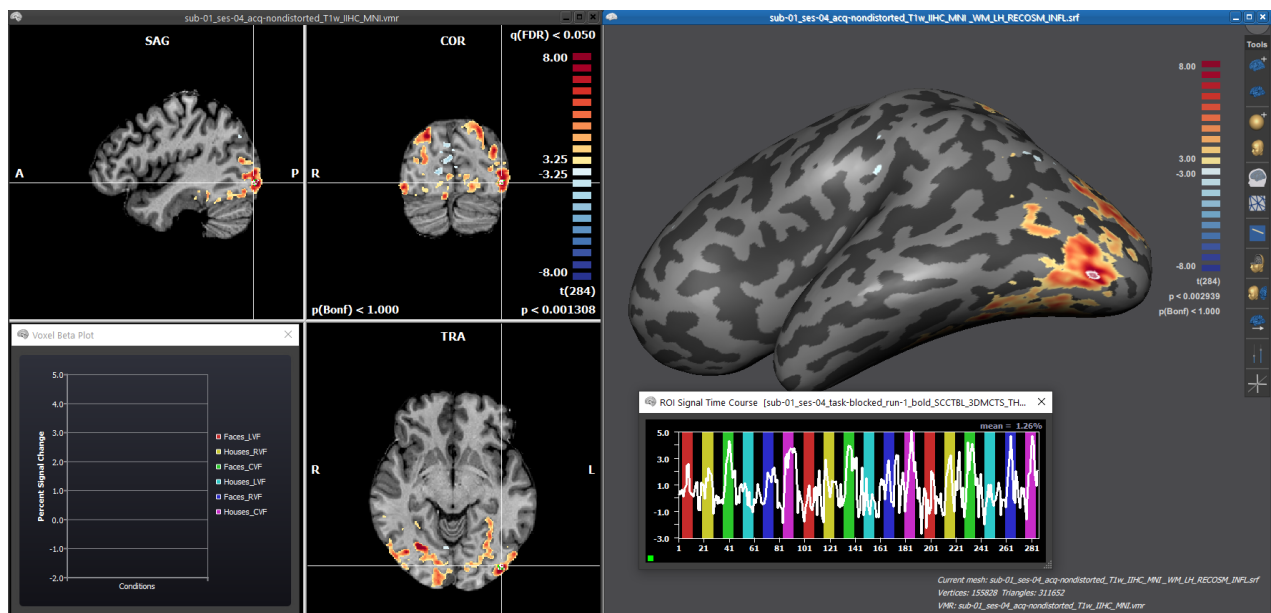 sub-01_ses-04_acq-nondistorted_T1w_IIHC_MNI.vmr
SAG
COR
q(FDR) < 0.050
8.00
3.25
-3.25
-8.00
t(284)
p < 0.001308
p(Bonf) < 1.000
A
P
R
Voxel Beta Plot
Percent Signal Change
5.0
4.0
3.0
2.0
1.0
0.0
-1.0
-2.0
Conditions
Faces_LVF
Houses_RVF
Faces_CVF
Houses_LVF
Faces_RVF
Houses_CVF
TRA
R
L
sub-01_ses-04_acq-nondistorted_T1w_IIHC_MNI _WM_LH_RECOSM_INFL.srf
Tools
8.00
3.00
-3.00
-8.00
t(284)
p < 0.002939
p(Bonf) < 1.000
ROI Signal Time Course [sub-01_ses-04_task-blocked_run-1_bold_SCCTBL_3DMCTS_TH...
mean = 1.26%
5.0
3.0
1.0
-1.0
-3.0
1 21 41 61 81 101 121 141 161 181 201 221 241 261 281
Current mesh: sub-01_ses-04_acq-nondistorted_T1w_IIHC_MNI _WM_LH_RECOSM_INFL.srf
Vertices: 155828 Triangles: 311652
VMR: sub-01_ses-04_acq-nondistorted_T1w_IIHC_MNI.vmr